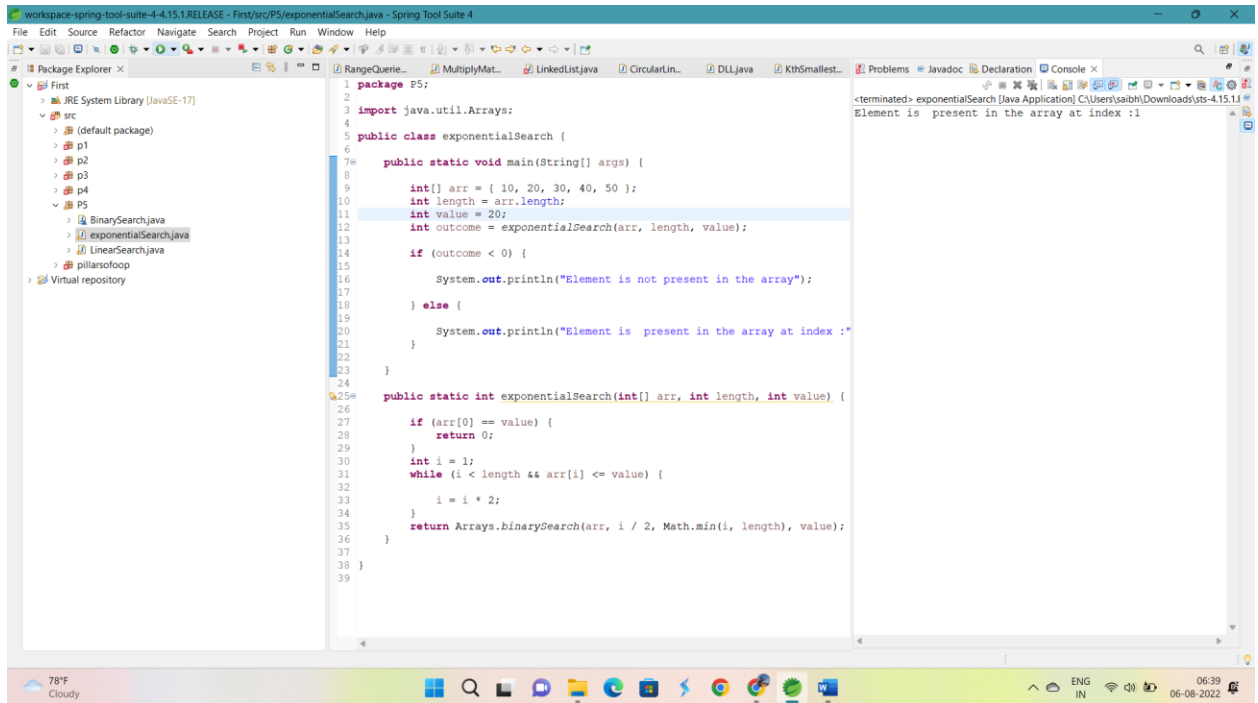 workspace-spring-tool-suite-4-4.15.1.RELEASE - First/src/P5/exponentialSearch.java - Spring Tool Suite 4
File Edit Source Refactor Navigate Search Project Run Window Help
Package Explorer
First
JRE System Library [JavaSE-17]
src
(default package)
p1
p2
p3
p4
P5
BinarySearch.java
exponentialSearch.java
LinearSearch.java
pillarsofoop
Virtual repository
RangeQuerie... MultiplyMat... LinkedList.java CircularLin... DLL.java KthSmallest...
1 package P5;
2
3 import java.util.Arrays;
4
5 public class exponentialSearch {
6
7 public static void main(String[] args) {
8
9 int[] arr = { 10, 20, 30, 40, 50 };
10 int length = arr.length;
11 int value = 20;
12 int outcome = exponentialSearch(arr, length, value);
13
14 if (outcome < 0) {
15
16 System.out.println("Element is not present in the array");
17
18 } else {
19
20 System.out.println("Element is  present in the array at index :"
21 }
22
23 }
24
25 public static int exponentialSearch(int[] arr, int length, int value) {
26
27 if (arr[0] == value) {
28 return 0;
29 }
30 int i = 1;
31 while (i < length && arr[i] <= value) {
32
33 i = i * 2;
34 }
35 return Arrays.binarySearch(arr, i / 2, Math.min(i, length), value);
36 }
37
38 }
39
Problems Javadoc Declaration Console
<terminated> exponentialSearch [Java Application] C:\Users\saibh\Downloads\sts-4.15.1.
Element is  present in the array at index :1
78°F
Cloudy
ENG
IN
06:39
06-08-2022